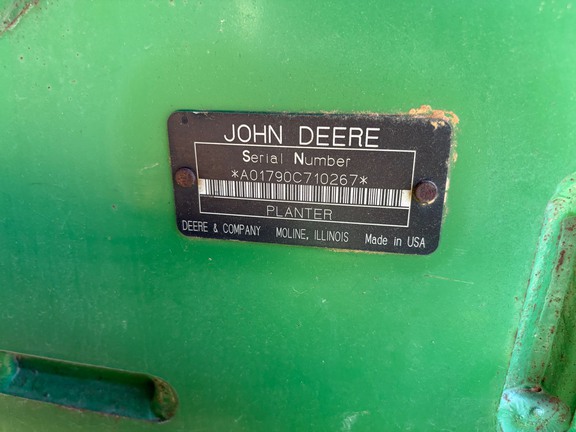 JOHN DEERE
Serial Number
*A01790C710267*
PLANTER
DEERE & COMPANY MOLINE, ILLINOIS Made in USA